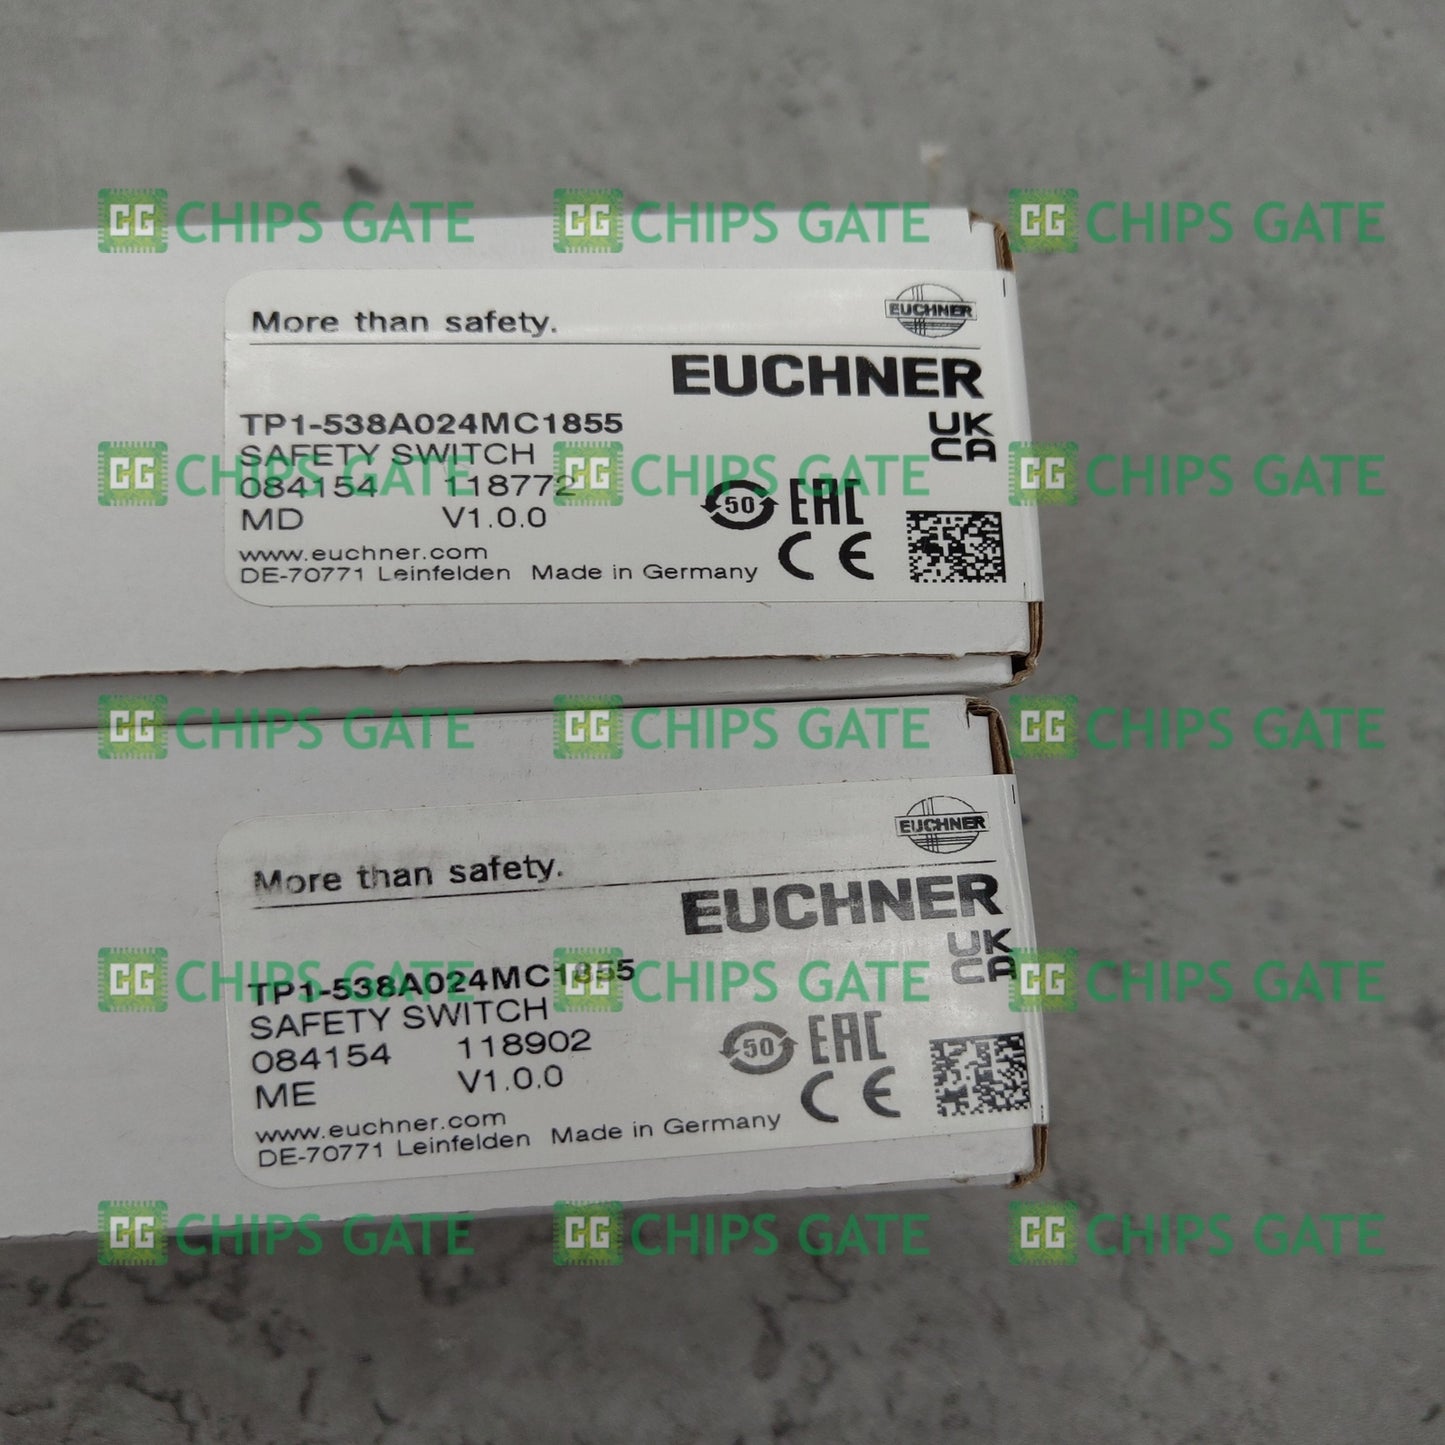 CG CHIPS GATE CG CHIPS GATE CG CHIPS GATE
EUCHNER
More than safety.
EUCHNER
TP1-538A024MC1855
UK
CA
SAFETY SWITCH
CG CHIPS GATE CG CHIPS GATE CG CHIPS GATE
084154 118772
50 EAC
MD V1.0.0
CE
www.euchner.com
DE-70771 Leinfelden Made in Germany
CG CHIPS GATE CG CHIPS GATE CG CHIPS GATE
EUCHNER
More than safety.
EUCHNER
UK
CA
TP1-538A024MC1855
CG CHIPS GATE CG CHIPS GATE CG CHIPS GATE
SAFETY SWITCH
084154 118902
50 EAC
ME V1.0.0
CE
www.euchner.com
DE-70771 Leinfelden Made in Germany
CG CHIPS GATE CG CHIPS GATE CG CHIPS GATE